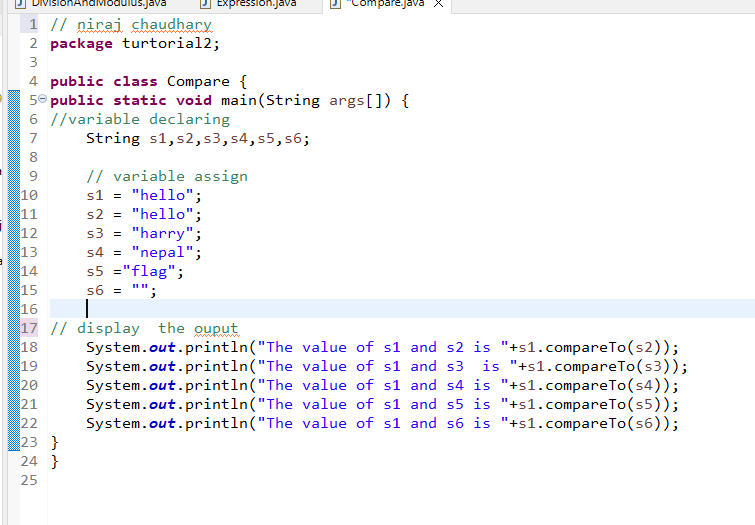 DivisionAndModulus.java Expression.java *Compare.java
1 // niraj chaudhary
2 package turtorial2;
3
4 public class Compare {
5 public static void main(String args[]) {
6 //variable declaring
7     String s1,s2,s3,s4,s5,s6;
8
9     // variable assign
10     s1 = "hello";
11     s2 = "hello";
12     s3 = "harry";
13     s4 = "nepal";
14     s5 ="flag";
15     s6 = "";
16
17 // display  the ouput
18     System.out.println("The value of s1 and s2 is "+s1.compareTo(s2));
19     System.out.println("The value of s1 and s3  is "+s1.compareTo(s3));
20     System.out.println("The value of s1 and s4 is "+s1.compareTo(s4));
21     System.out.println("The value of s1 and s5 is "+s1.compareTo(s5));
22     System.out.println("The value of s1 and s6 is "+s1.compareTo(s6));
23 }
24 }
25